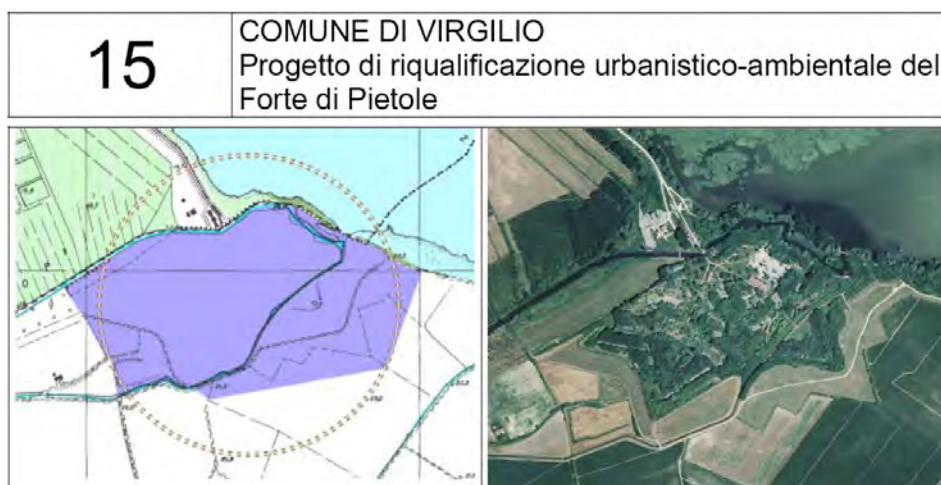 15
COMUNE DI VIRGILIO
Progetto di riqualificazione urbanistico-ambientale del
Forte di Pietole